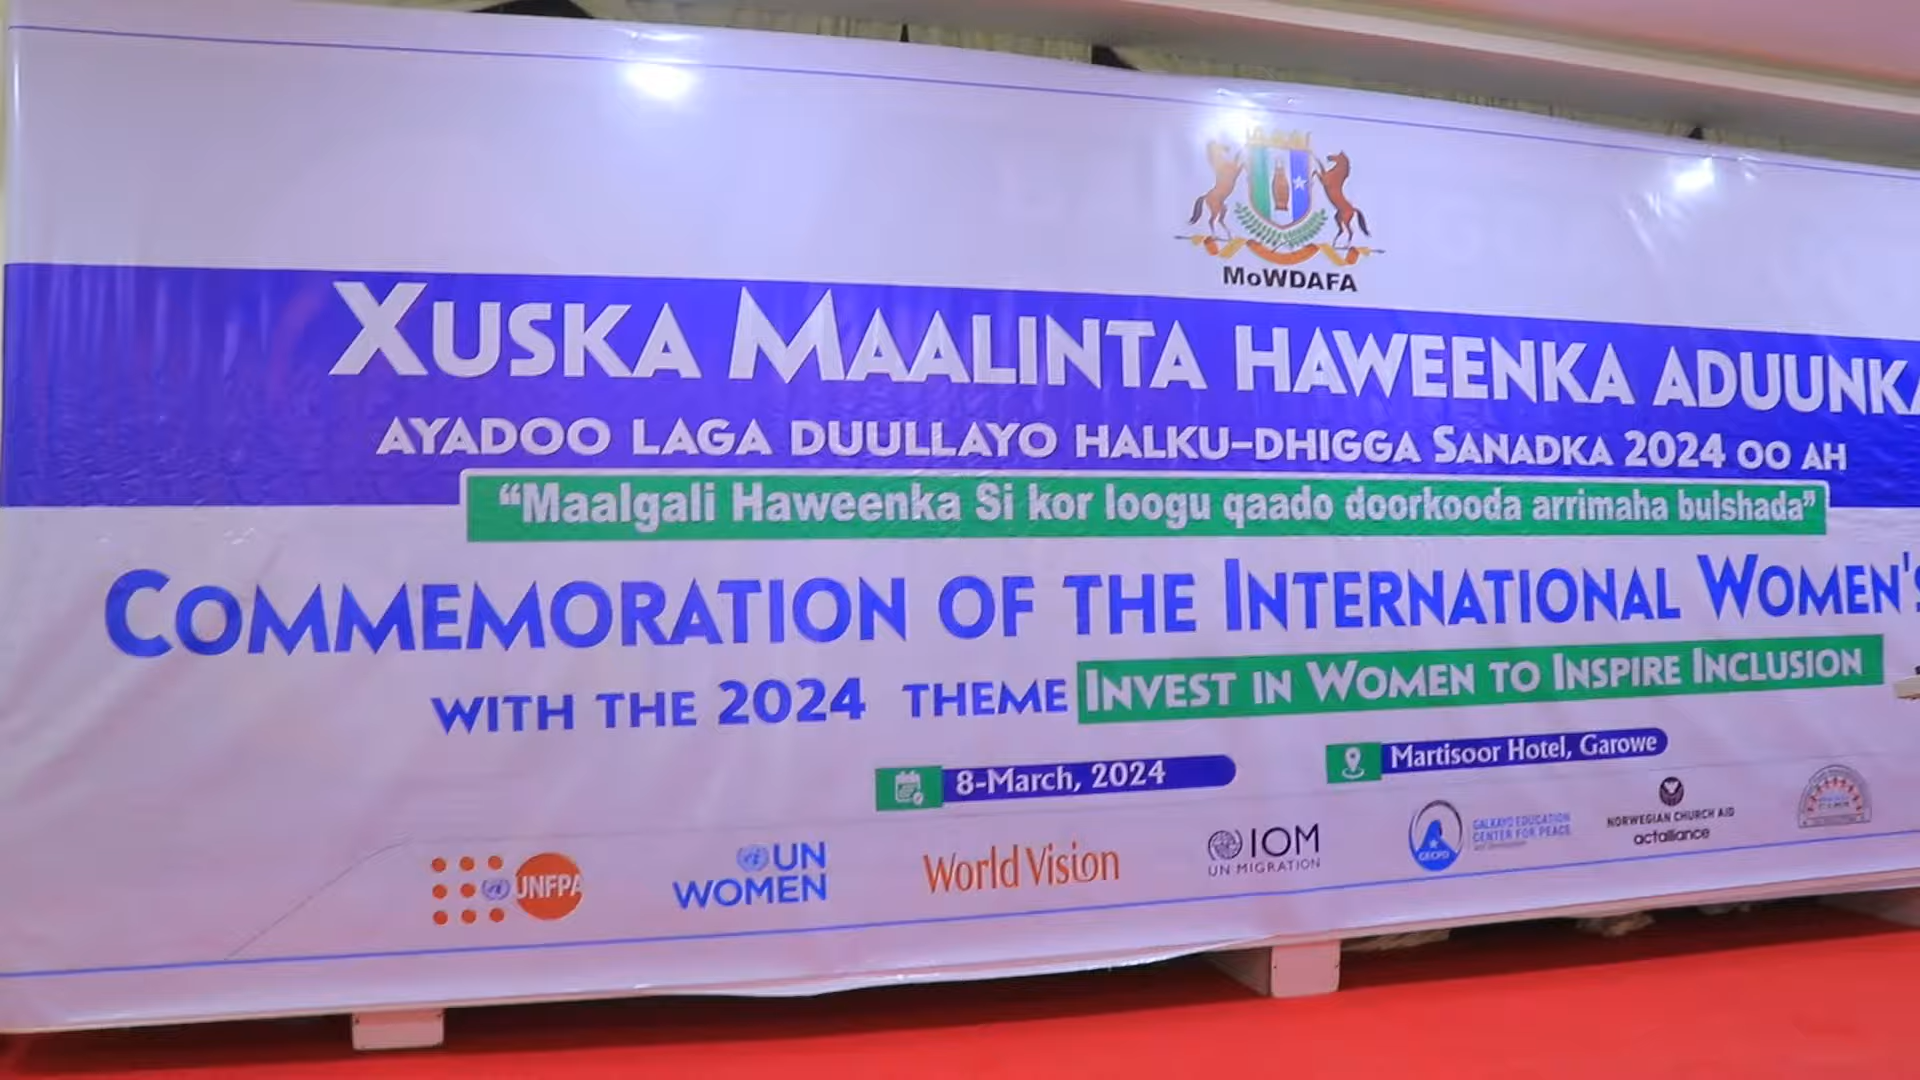 MoWDAFA
XUSKA MAALINTA HAWEENKA ADUUNKA
AYADOO LAGA DUULLAYO HALKU-DHIGGA SANADKA 2024 OO AH
“Maalgali Haweenka Si kor loogu qaado doorkooda arrimaha bulshada”
COMMEMORATION OF THE INTERNATIONAL WOMEN'S
WITH THE 2024 THEME INVEST IN WOMEN TO INSPIRE INCLUSION
8-March, 2024
Martisoor Hotel, Garowe
UNFPA
UN
WOMEN
World Vision
IOM
UN MIGRATION
GECPD
GALKAYO EDUCATION
CENTER FOR PEACE
NORWEGIAN CHURCH AID
actalliance